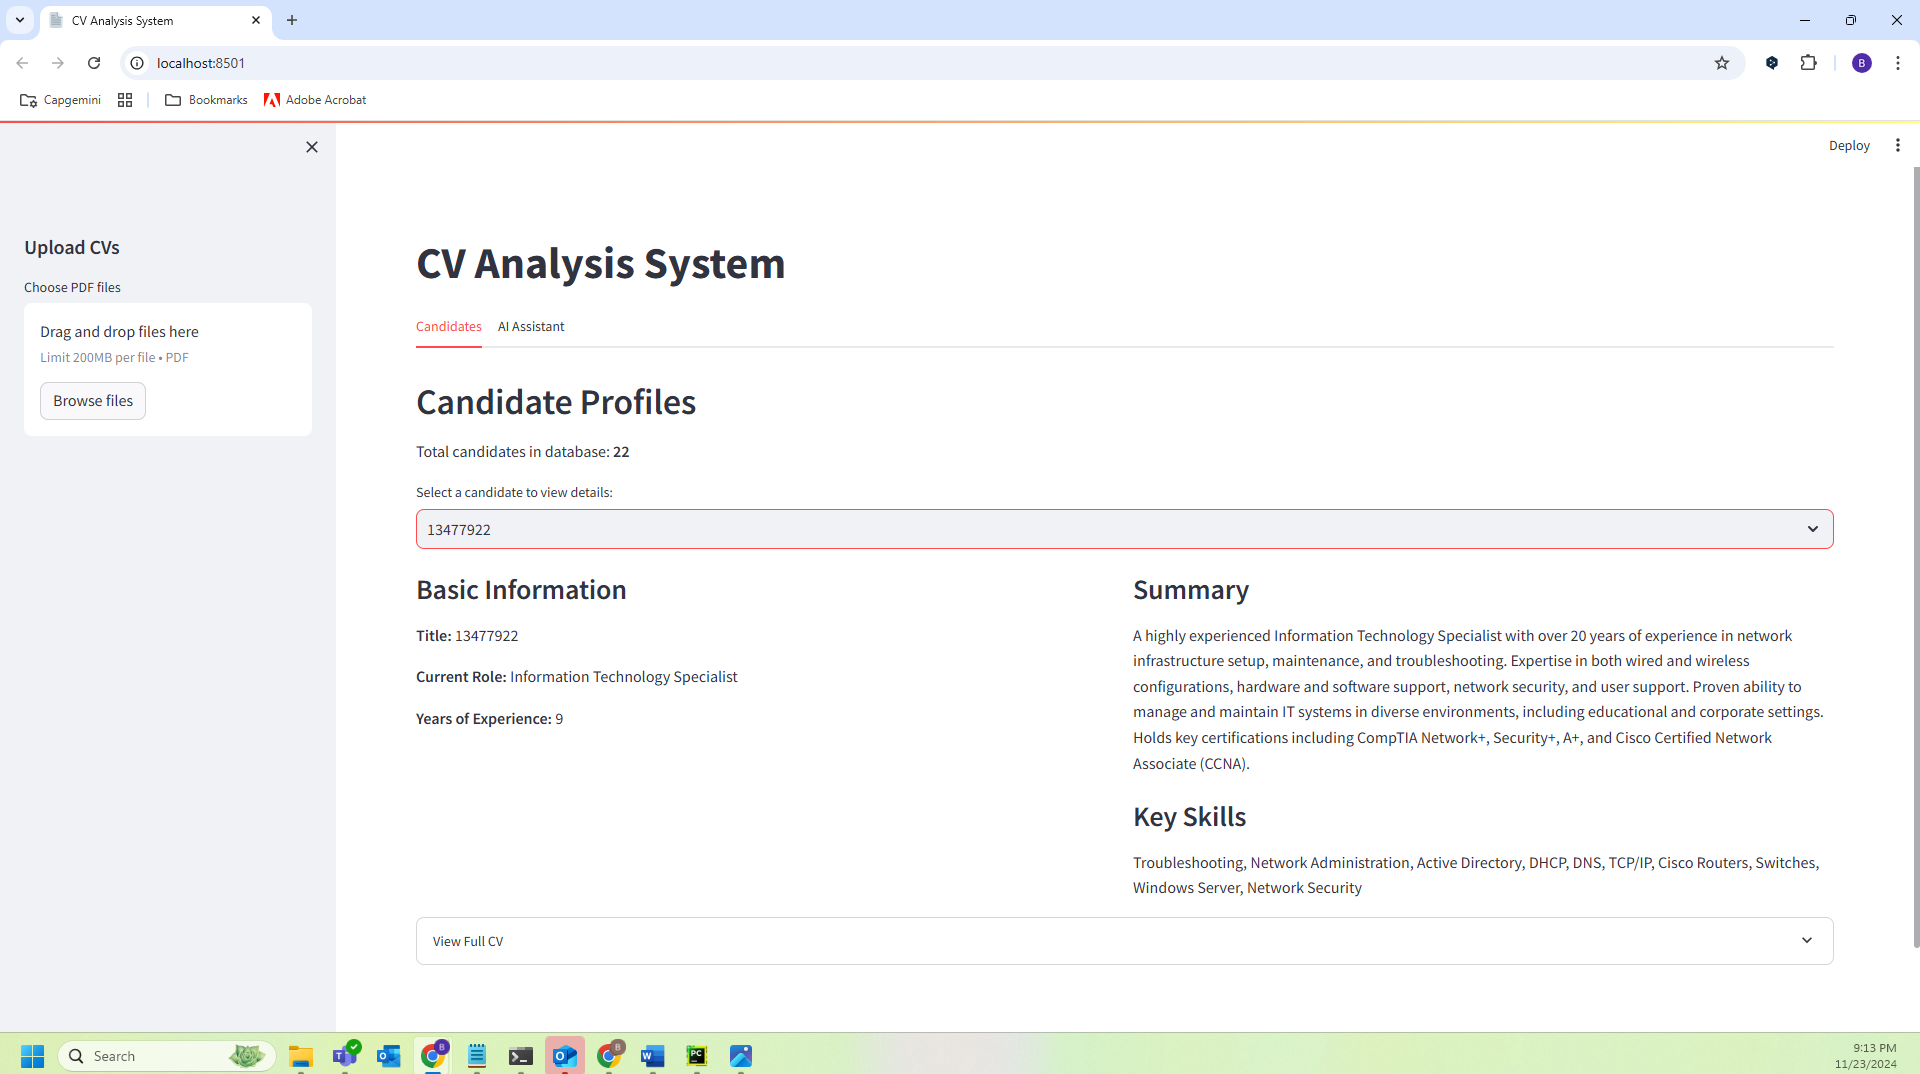 CV Analysis System
localhost:8501
B
Capgemini
Bookmarks
Adobe Acrobat
Deploy
Upload CVs
Choose PDF files
Drag and drop files here
Limit 200MB per file • PDF
Browse files
CV Analysis System
Candidates
AI Assistant
Candidate Profiles
Total candidates in database: 22
Select a candidate to view details:
13477922
Basic Information
Title: 13477922
Current Role: Information Technology Specialist
Years of Experience: 9
Summary
A highly experienced Information Technology Specialist with over 20 years of experience in network
infrastructure setup, maintenance, and troubleshooting. Expertise in both wired and wireless
configurations, hardware and software support, network security, and user support. Proven ability to
manage and maintain IT systems in diverse environments, including educational and corporate settings.
Holds key certifications including CompTIA Network+, Security+, A+, and Cisco Certified Network
Associate (CCNA).
Key Skills
Troubleshooting, Network Administration, Active Directory, DHCP, DNS, TCP/IP, Cisco Routers, Switches,
Windows Server, Network Security
View Full CV
Search
9:13 PM
11/23/2024